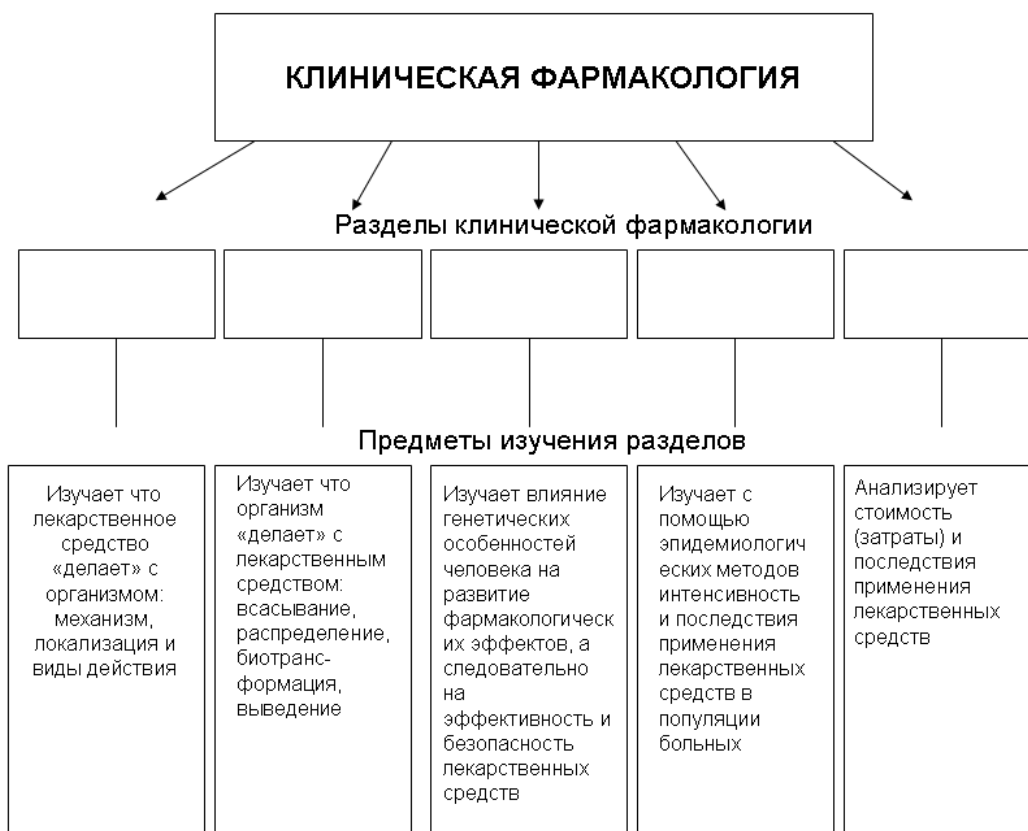 КЛИНИЧЕСКАЯ ФАРМАКОЛОГИЯ
Разделы клинической фармакологии
Предметы изучения разделов
Изучает что
лекарственное
средство
«делает» с
организмом:
механизм,
локализация и
виды действия
Изучает что
организм
«делает» с
лекарственным
средством:
всасывание,
распределение,
биотранс-
формация,
выведение
Изучает влияние
генетических
особенностей
человека на
развитие
фармакологическ
их эффектов, а
следовательно
на
эффективность и
безопасность
лекарственных
средств
Изучает с
помощью
эпидемиологич
еских методов
интенсивность
и последствия
применения
лекарственных
средств в
популяции
больных
Анализирует
стоимость
(затраты) и
последствия
применения
лекарственных
средств